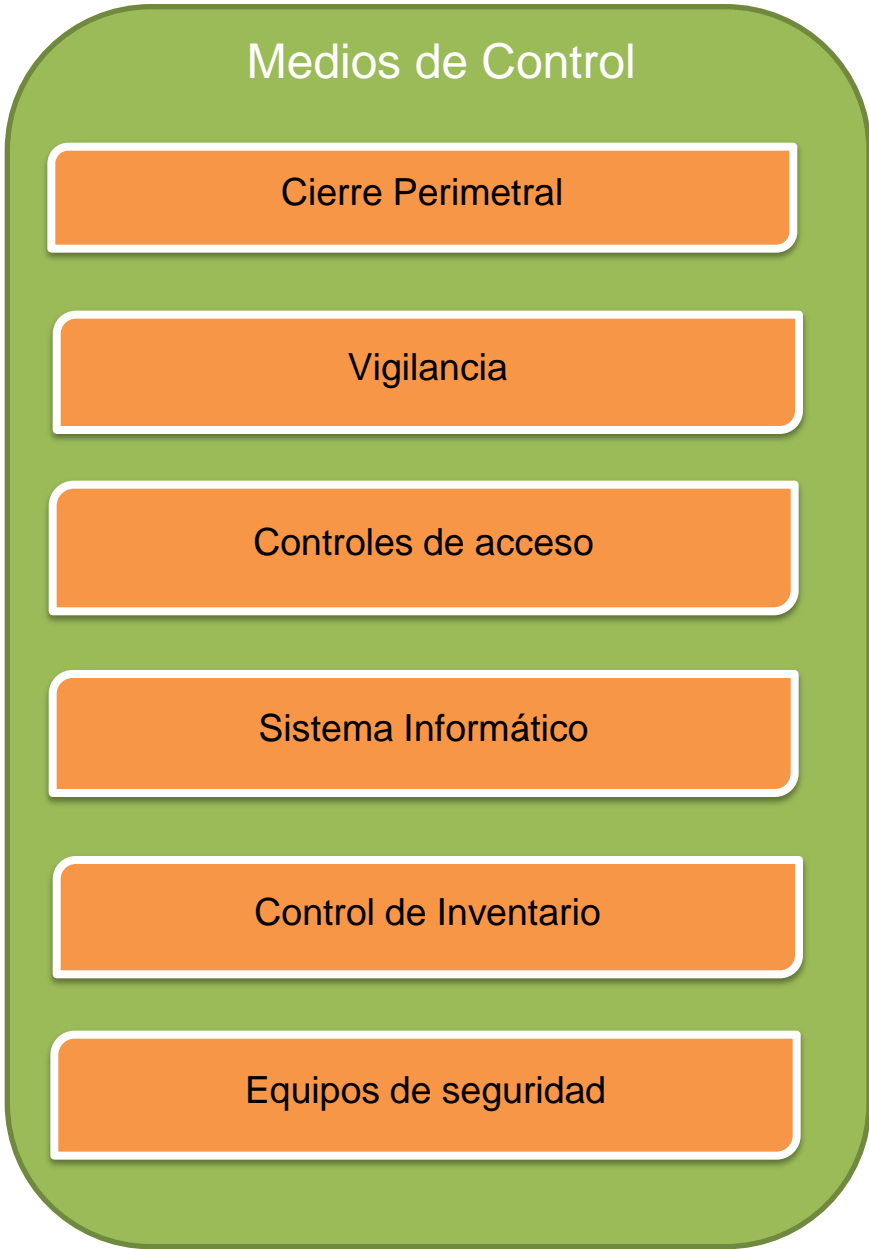 Medios de Control
Cierre Perimetral
Vigilancia
Controles de acceso
Sistema Informático
Control de Inventario
Equipos de seguridad